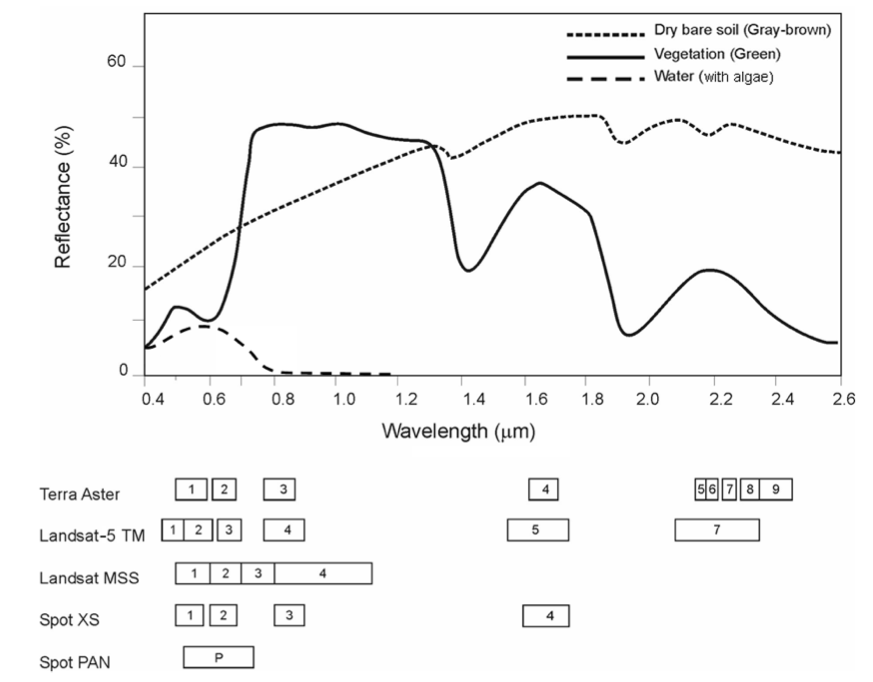 Dry bare soil (Gray-brown)
Vegetation (Green)
Water (with algae)
Reflectance (%)
60
40
20
0
0.4 0.6 0.8 1.0 1.2 1.4 1.6 1.8 2.0 2.2 2.4 2.6
Wavelength (μm)
Terra Aster 1 2 3 4 5 6 7 8 9
Landsat-5 TM 1 2 3 4 5 7
Landsat MSS 1 2 3 4
Spot XS 1 2 3 4
Spot PAN P